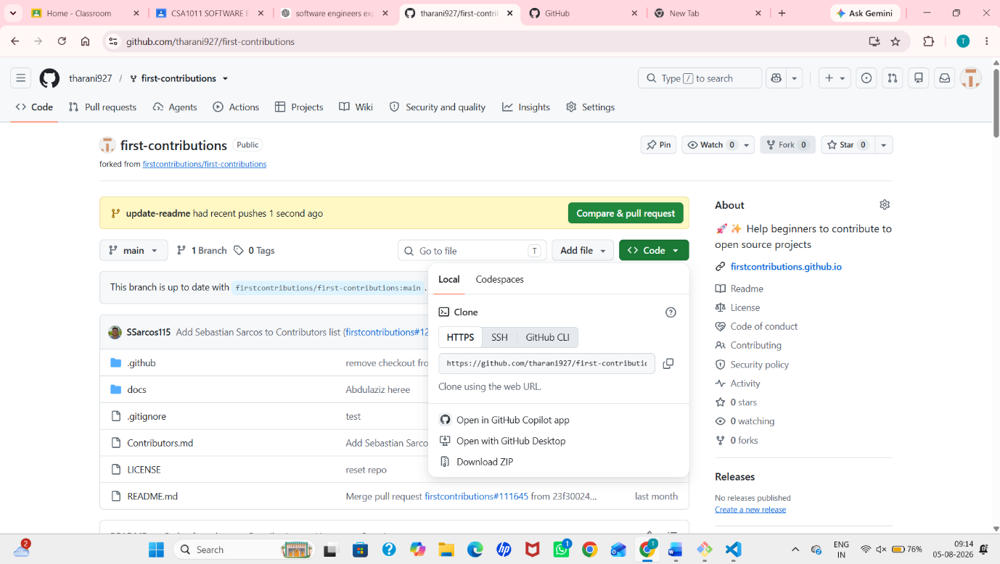 Home - Classroom
CSA1011 SOFTWARE E
software engineers exp
tharani927/first-contrib
GitHub
New Tab
Ask Gemini
github.com/tharani927/first-contributions
T
tharani927 / first-contributions
Type / to search
Code
Pull requests
Agents
Actions
Projects
Wiki
Security and quality
Insights
Settings
first-contributions Public
Pin
Watch 0
Fork 0
Star 0
forked from firstcontributions/first-contributions
update-readme had recent pushes 1 second ago
Compare & pull request
main
1 Branch
0 Tags
Go to file T
Add file
Code
This branch is up to date with firstcontributions/first-contributions:main .
Local
Codespaces
Clone
HTTPS
SSH
GitHub CLI
https://github.com/tharani927/first-contributio
Clone using the web URL.
Open in GitHub Copilot app
Open with GitHub Desktop
Download ZIP
SSarcos115 Add Sebastian Sarcos to Contributors list (firstcontributions#12
.github remove checkout fro
docs Abdulaziz heree
.gitignore test
Contributors.md Add Sebastian Sarco
LICENSE reset repo
README.md Merge pull request firstcontributions#111645 from 23f30024... last month
About
🚀✨ Help beginners to contribute to
open source projects
firstcontributions.github.io
Readme
License
Code of conduct
Contributing
Security policy
Activity
0 stars
0 watching
0 forks
Releases
No releases published
Create a new release
2
Search
hp
1
T
ENG
IN
76%
09:14
05-08-2026